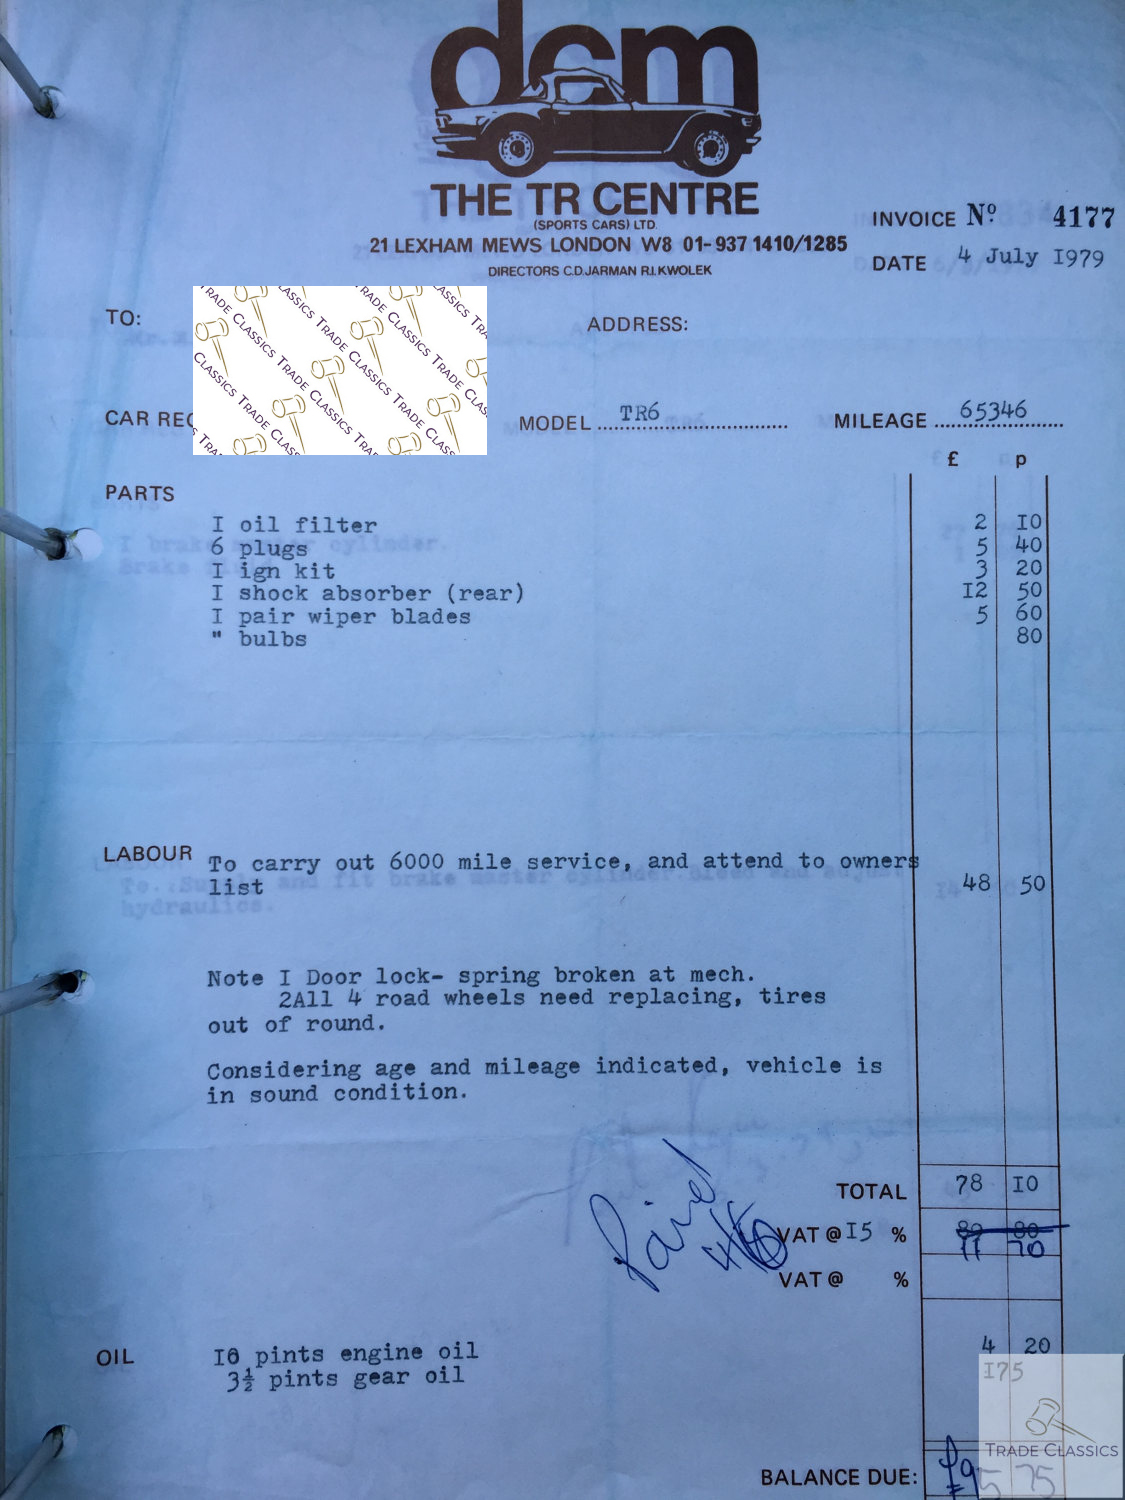 dcm
THE TR CENTRE
(SPORTS CARS) LTD.
21 LEXHAM MEWS LONDON W8 01-937 1410/1285
DIRECTORS C.D.JARMAN R.I.KWOLEK
INVOICE Nº 4177
DATE 4 July I979
TO:
ADDRESS:
CAR REG
MODEL TR6
MILEAGE 65346
£ p
PARTS
I oil filter 2 I0
6 plugs 5 40
I ign kit 3 20
I shock absorber (rear) I2 50
I pair wiper blades 5 60
" bulbs 80
LABOUR
To carry out 6000 mile service, and attend to owners
list 48 50
Note I Door lock- spring broken at mech.
2All 4 road wheels need replacing, tires
out of round.
Considering age and mileage indicated, vehicle is
in sound condition.
TOTAL 78 I0
Paid
VAT @ I5 % 11 70
VAT @ %
OIL
I0 pints engine oil 4 20
3½ pints gear oil I75
BALANCE DUE: £95 75
TRADE CLASSICS